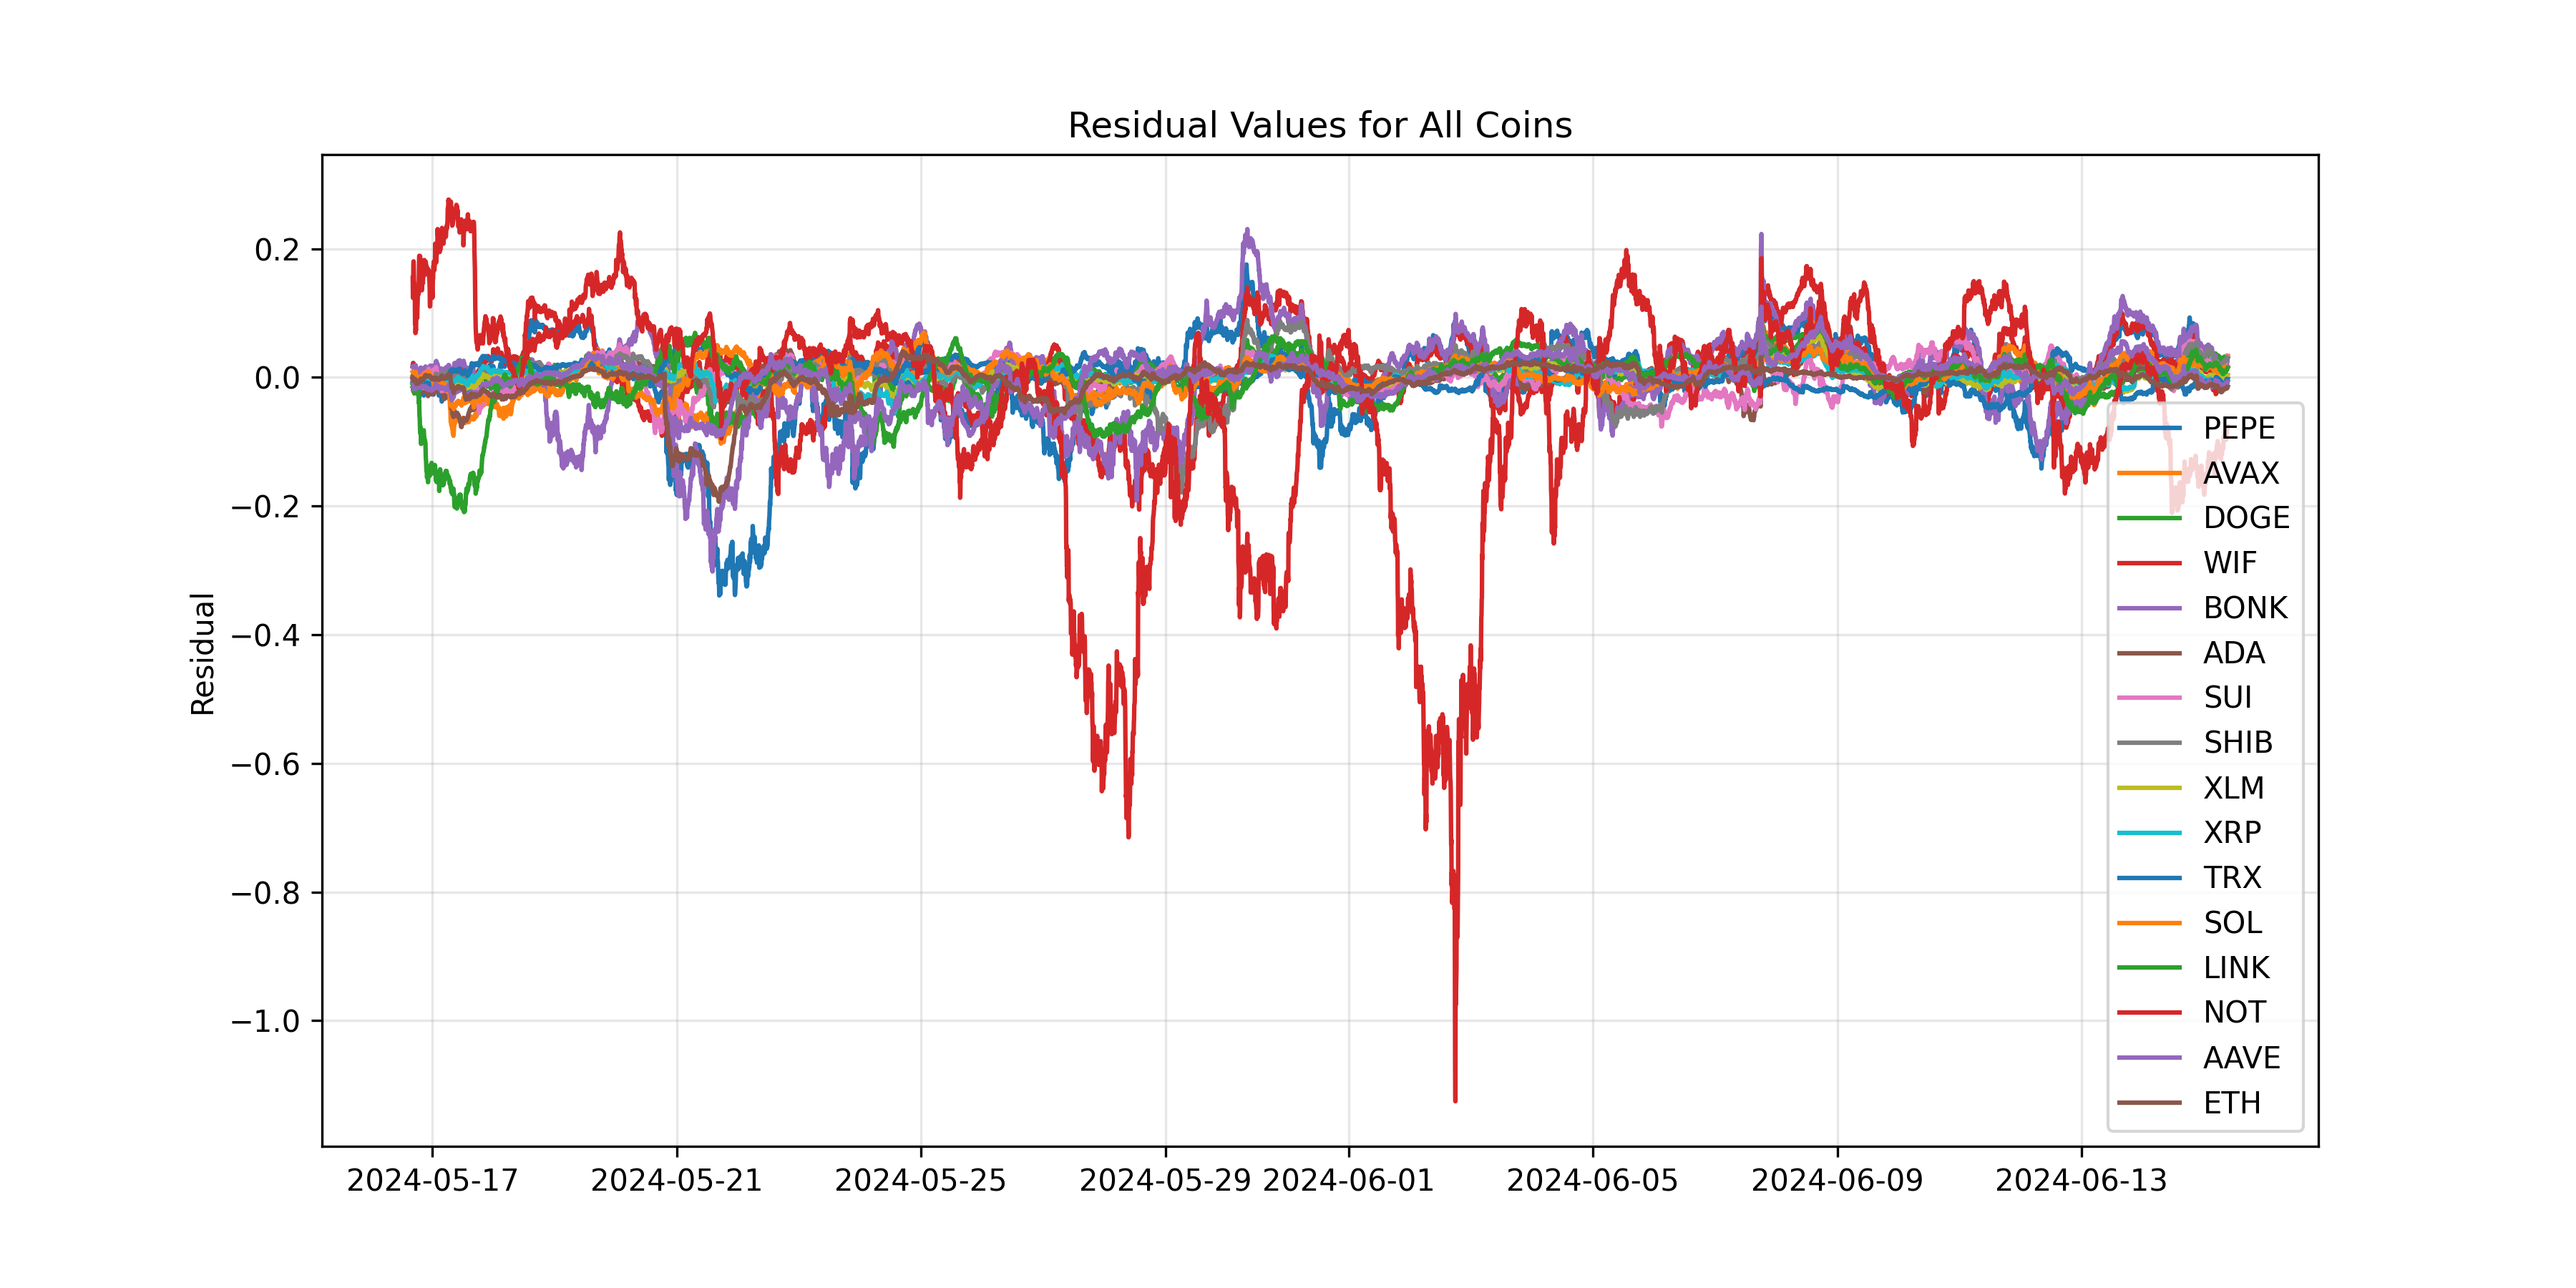 Residual Values for All Coins
Residual
0.2
0.0
−0.2
−0.4
−0.6
−0.8
−1.0
2024-05-17
2024-05-21
2024-05-25
2024-05-29
2024-06-01
2024-06-05
2024-06-09
2024-06-13
PEPE
AVAX
DOGE
WIF
BONK
ADA
SUI
SHIB
XLM
XRP
TRX
SOL
LINK
NOT
AAVE
ETH